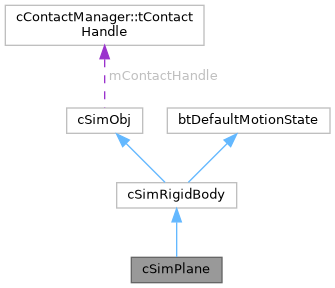 cContactManager::tContact
Handle
mContactHandle
cSimObj
btDefaultMotionState
cSimRigidBody
cSimPlane